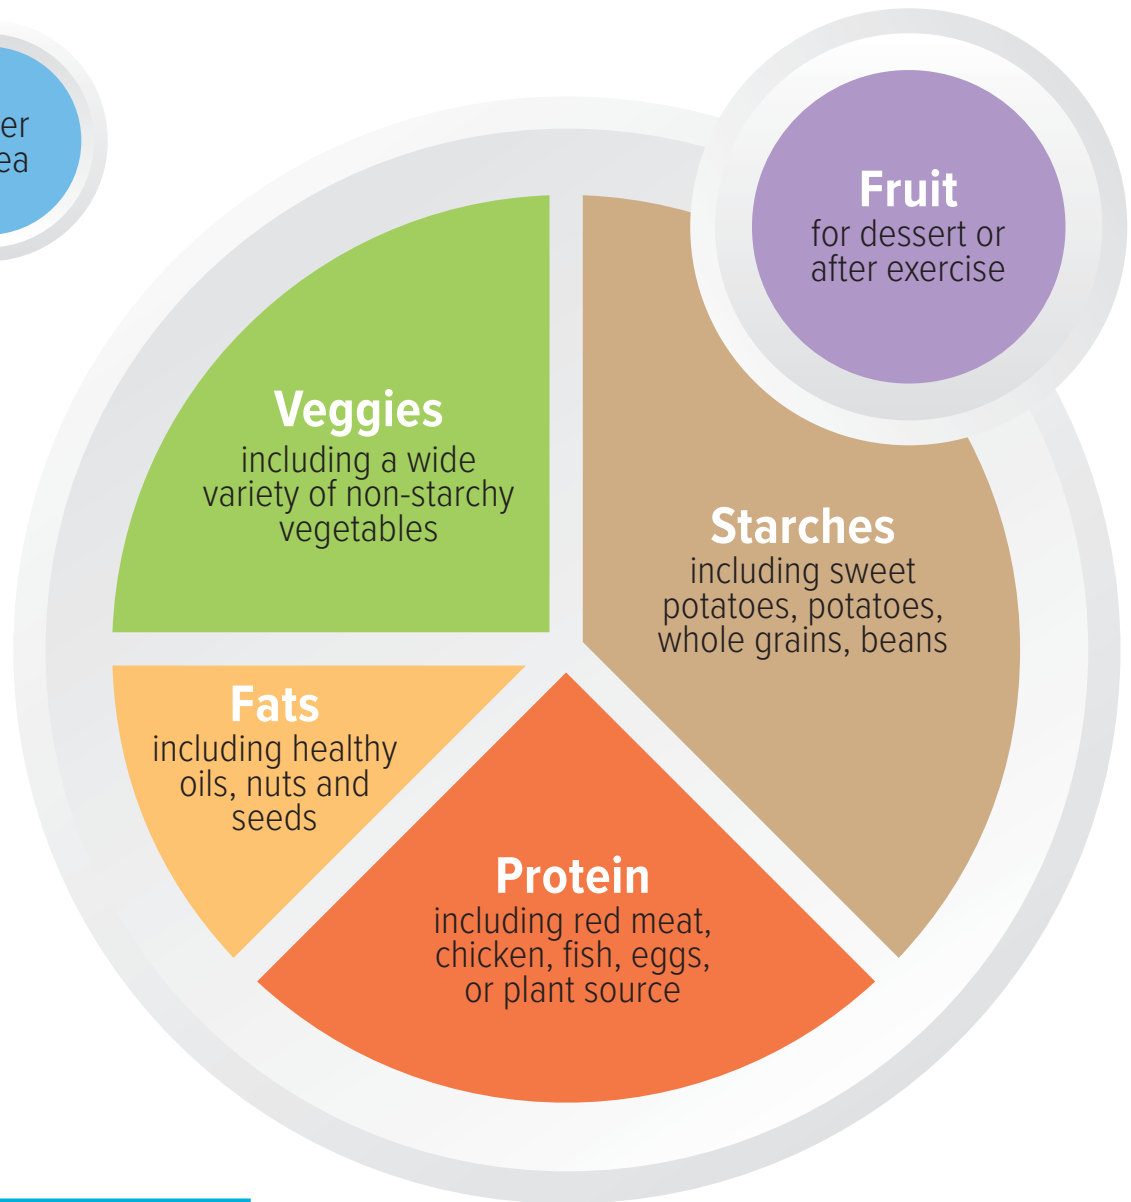 Fruit
for dessert or
after exercise
Veggies
including a wide
variety of non-starchy
vegetables
Starches
including sweet
potatoes, potatoes,
whole grains, beans
Fats
including healthy
oils, nuts and
seeds
Protein
including red meat,
chicken, fish, eggs,
or plant source